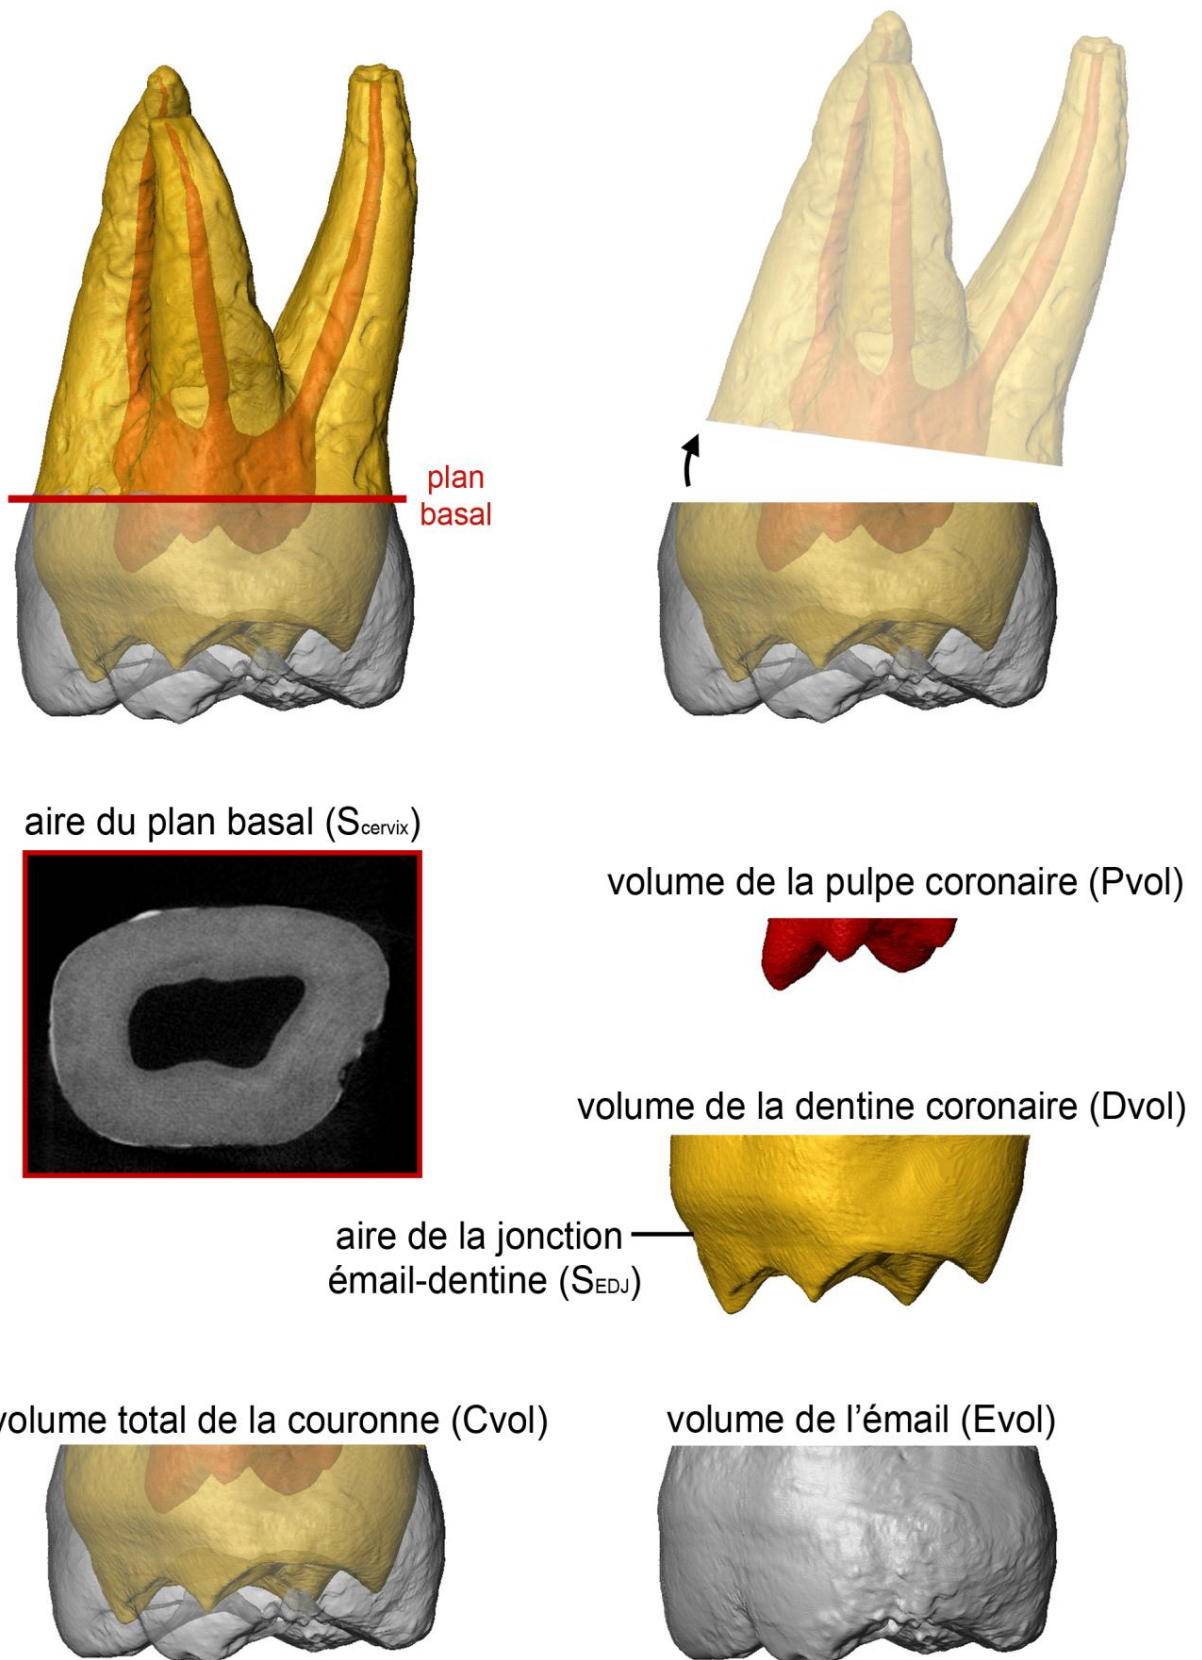 plan
basal
aire du plan basal (Scervix)
volume de la pulpe coronaire (Pvol)
volume de la dentine coronaire (Dvol)
aire de la jonction
émail-dentine (SEDJ)
volume total de la couronne (Cvol)
volume de l’émail (Evol)